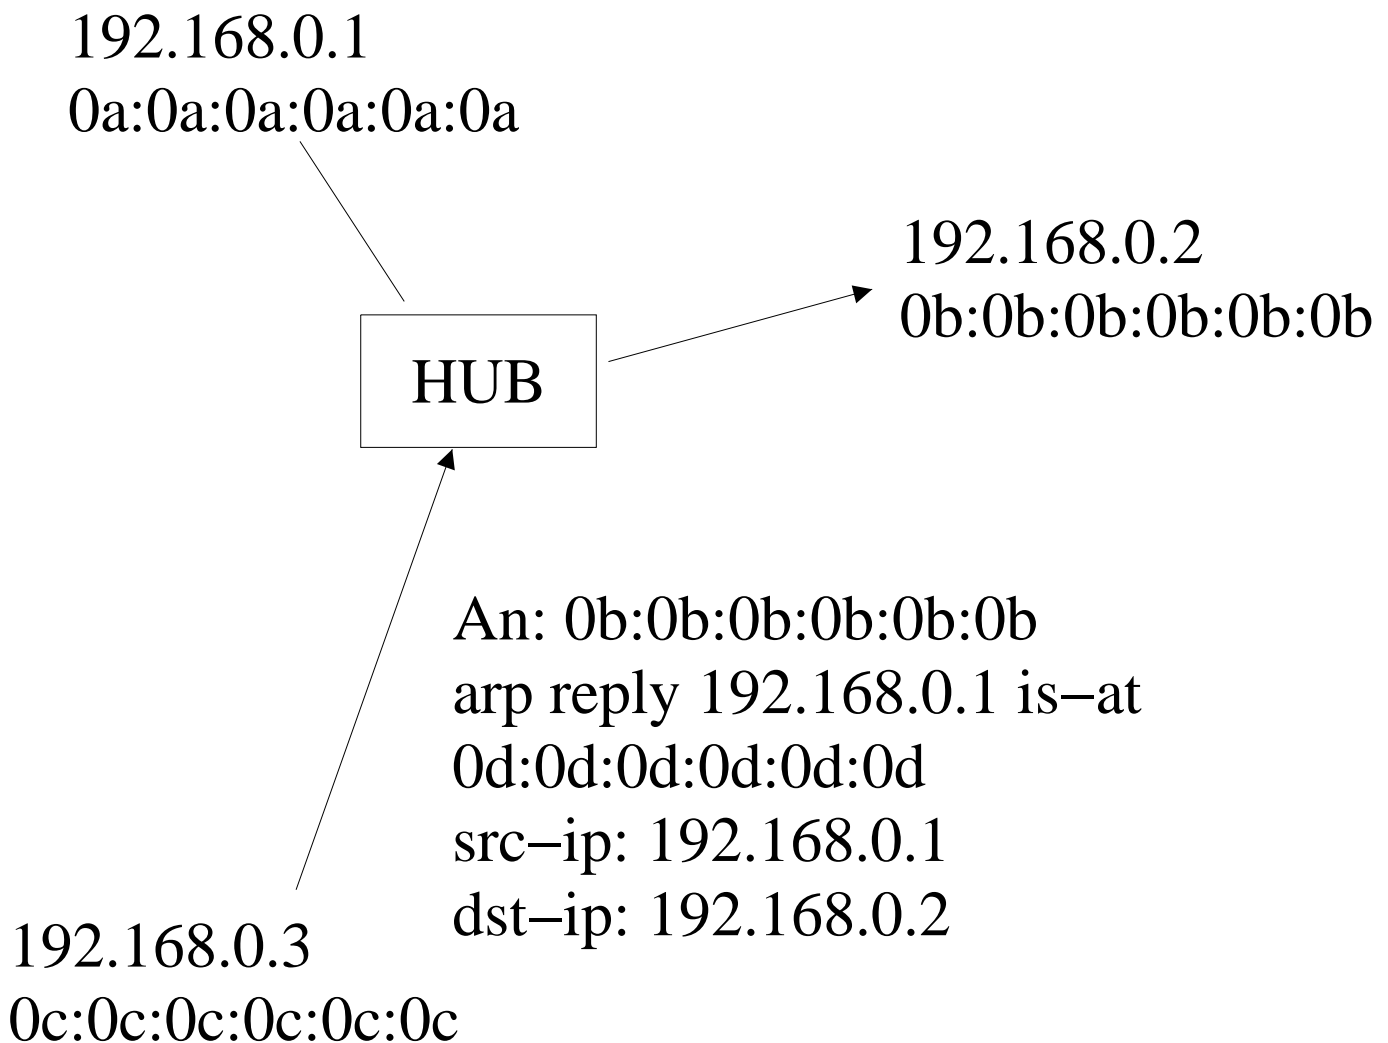 192.168.0.1
0a:0a:0a:0a:0a:0a
192.168.0.2
0b:0b:0b:0b:0b:0b
HUB
An: 0b:0b:0b:0b:0b:0b
arp reply 192.168.0.1 is−at
0d:0d:0d:0d:0d:0d
src−ip: 192.168.0.1
dst−ip: 192.168.0.2
192.168.0.3
0c:0c:0c:0c:0c:0c